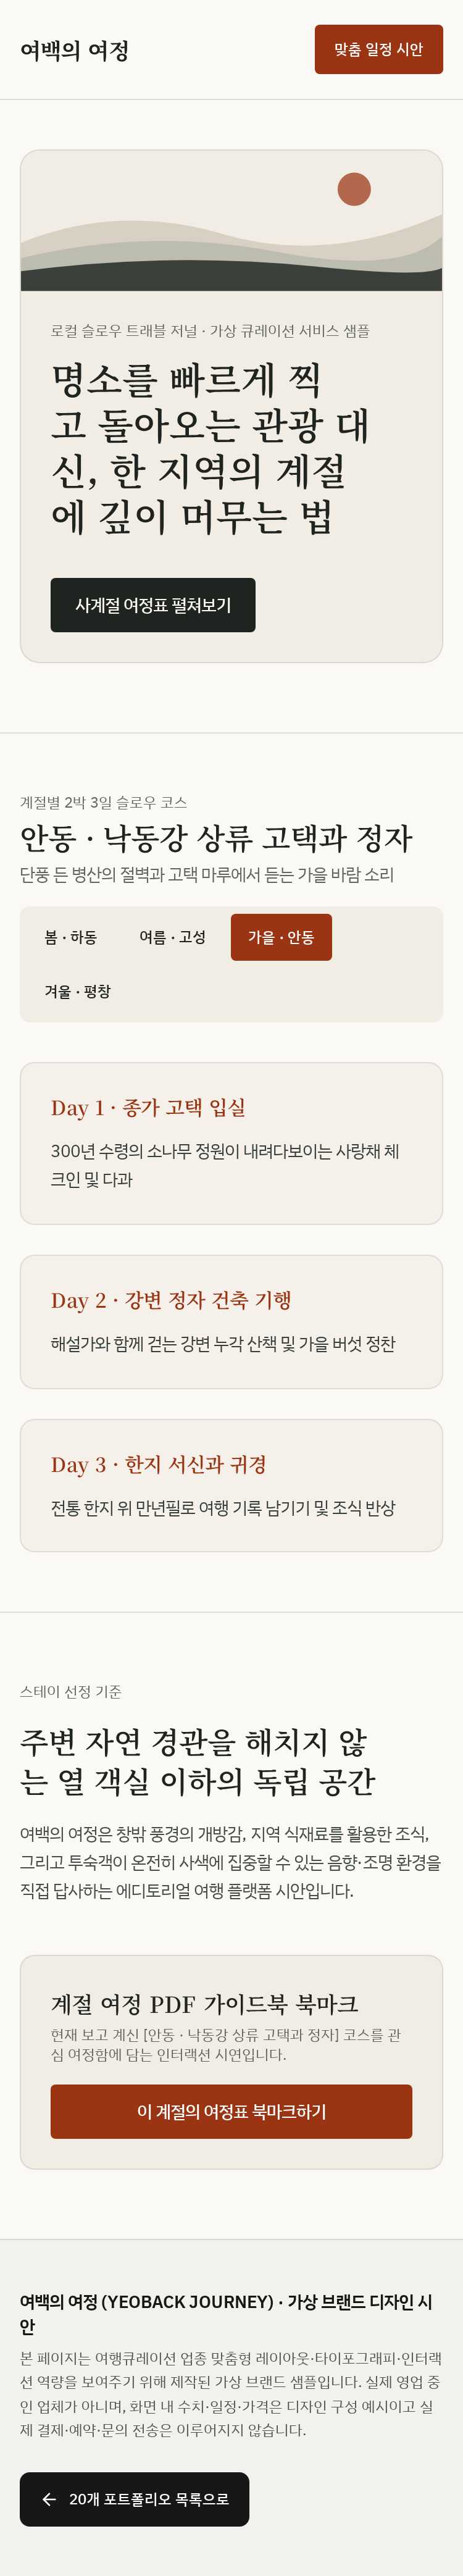 여백의 여정
맞춤 일정 시안
로컬 슬로우 트래블 저널 · 가상 큐레이션 서비스 샘플
명소를 빠르게 찍
고 돌아오는 관광 대
신, 한 지역의 계절
에 깊이 머무는 법
사계절 여정표 펼쳐보기
계절별 2박 3일 슬로우 코스
안동 · 낙동강 상류 고택과 정자
단풍 든 병산의 절벽과 고택 마루에서 듣는 가을 바람 소리
봄 · 하동
여름 · 고성
가을 · 안동
겨울 · 평창
Day 1 · 종가 고택 입실
300년 수령의 소나무 정원이 내려다보이는 사랑채 체
크인 및 다과
Day 2 · 강변 정자 건축 기행
해설가와 함께 걷는 강변 누각 산책 및 가을 버섯 정찬
Day 3 · 한지 서신과 귀경
전통 한지 위 만년필로 여행 기록 남기기 및 조식 반상
스테이 선정 기준
주변 자연 경관을 해치지 않
는 열 객실 이하의 독립 공간
여백의 여정은 창밖 풍경의 개방감, 지역 식재료를 활용한 조식,
그리고 투숙객이 온전히 사색에 집중할 수 있는 음향·조명 환경을
직접 답사하는 에디토리얼 여행 플랫폼 시안입니다.
계절 여정 PDF 가이드북 북마크
현재 보고 계신 [안동 · 낙동강 상류 고택과 정자] 코스를 관
심 여정함에 담는 인터랙션 시연입니다.
이 계절의 여정표 북마크하기
여백의 여정 (YEOBACK JOURNEY) · 가상 브랜드 디자인 시
안
본 페이지는 여행큐레이션 업종 맞춤형 레이아웃·타이포그래피·인터랙
션 역량을 보여주기 위해 제작된 가상 브랜드 샘플입니다. 실제 영업 중
인 업체가 아니며, 화면 내 수치·일정·가격은 디자인 구성 예시이고 실
제 결제·예약·문의 전송은 이루어지지 않습니다.
← 20개 포트폴리오 목록으로